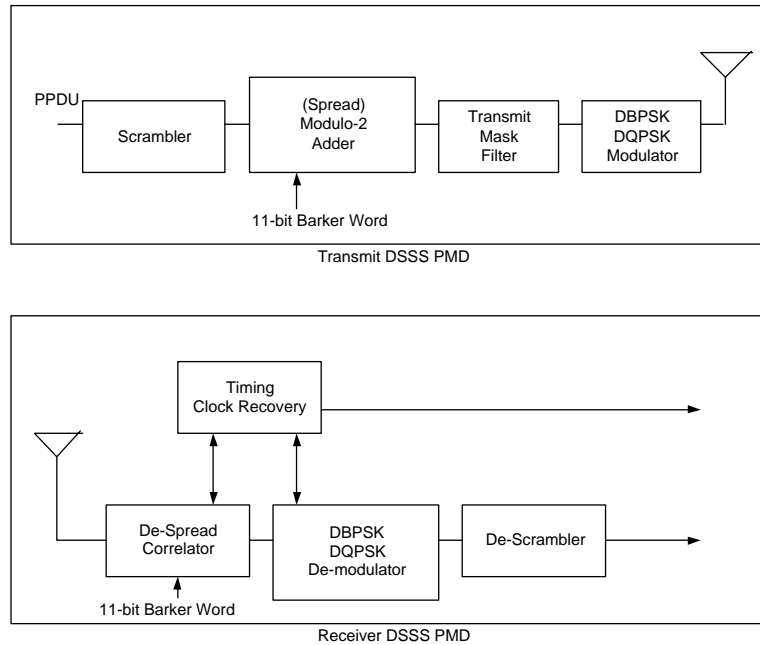 PPDU
Scrambler
(Spread)
Modulo-2
Adder
Transmit
Mask
Filter
DBPSK
DQPSK
Modulator
11-bit Barker Word
Transmit DSSS PMD
Timing
Clock Recovery
De-Spread
Correlator
DBPSK
DQPSK
De-modulator
De-Scrambler
11-bit Barker Word
Receiver DSSS PMD